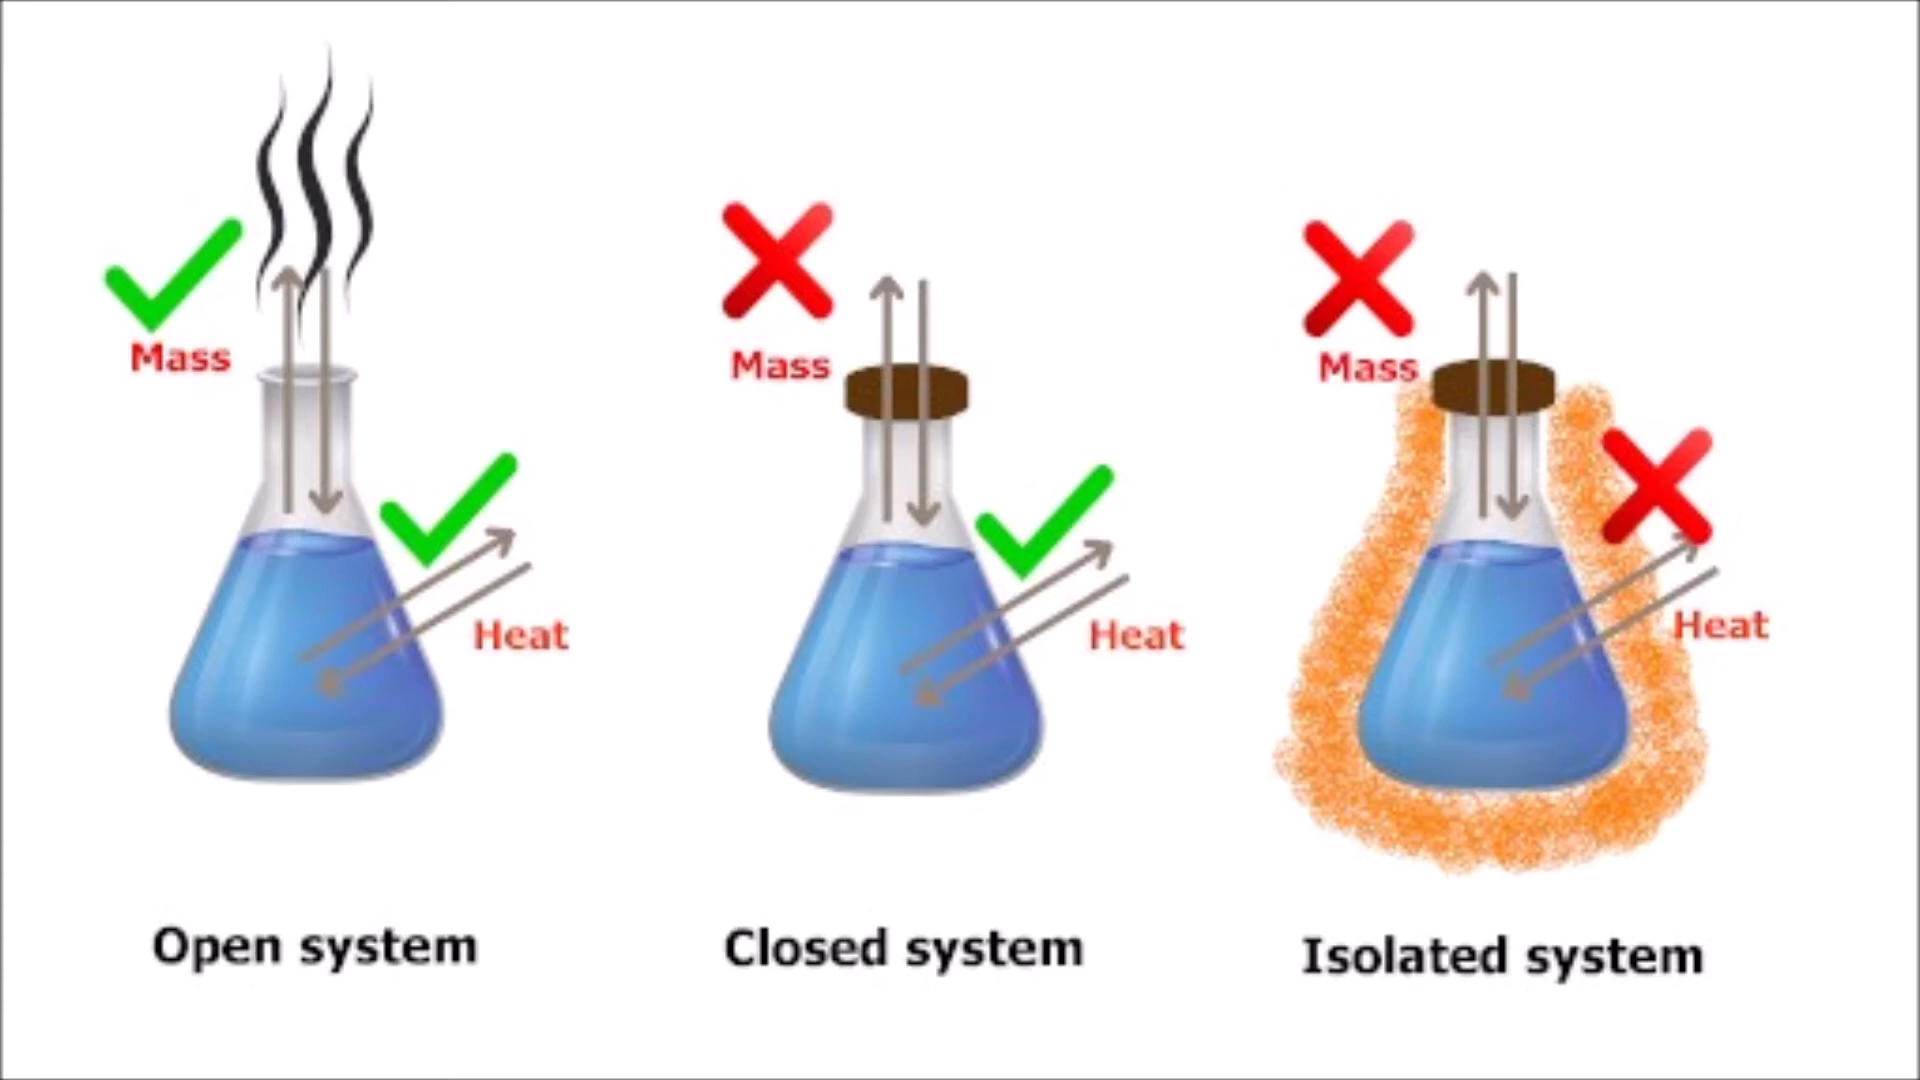 Mass
Heat
Open system
Mass
Heat
Closed system
Mass
Heat
Isolated system